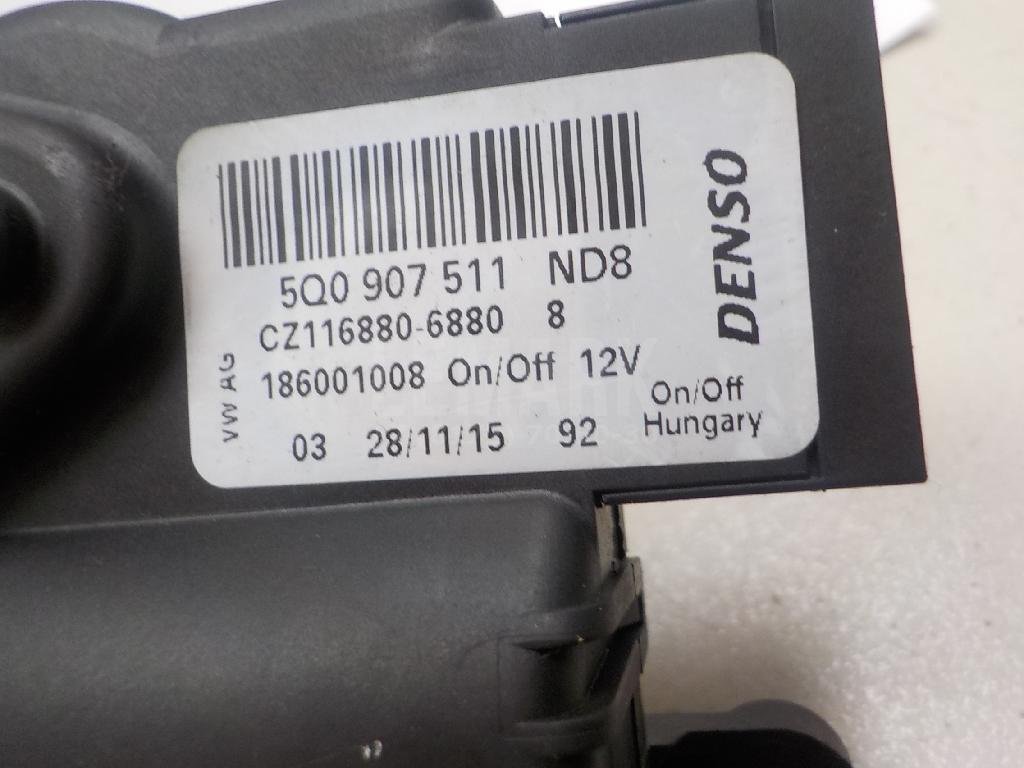 5Q0 907 511 ND8
CZ116880-6880 8
186001008 On/Off 12V
03 28/11/15 92
VW AG
DENSO
On/Off
Hungary